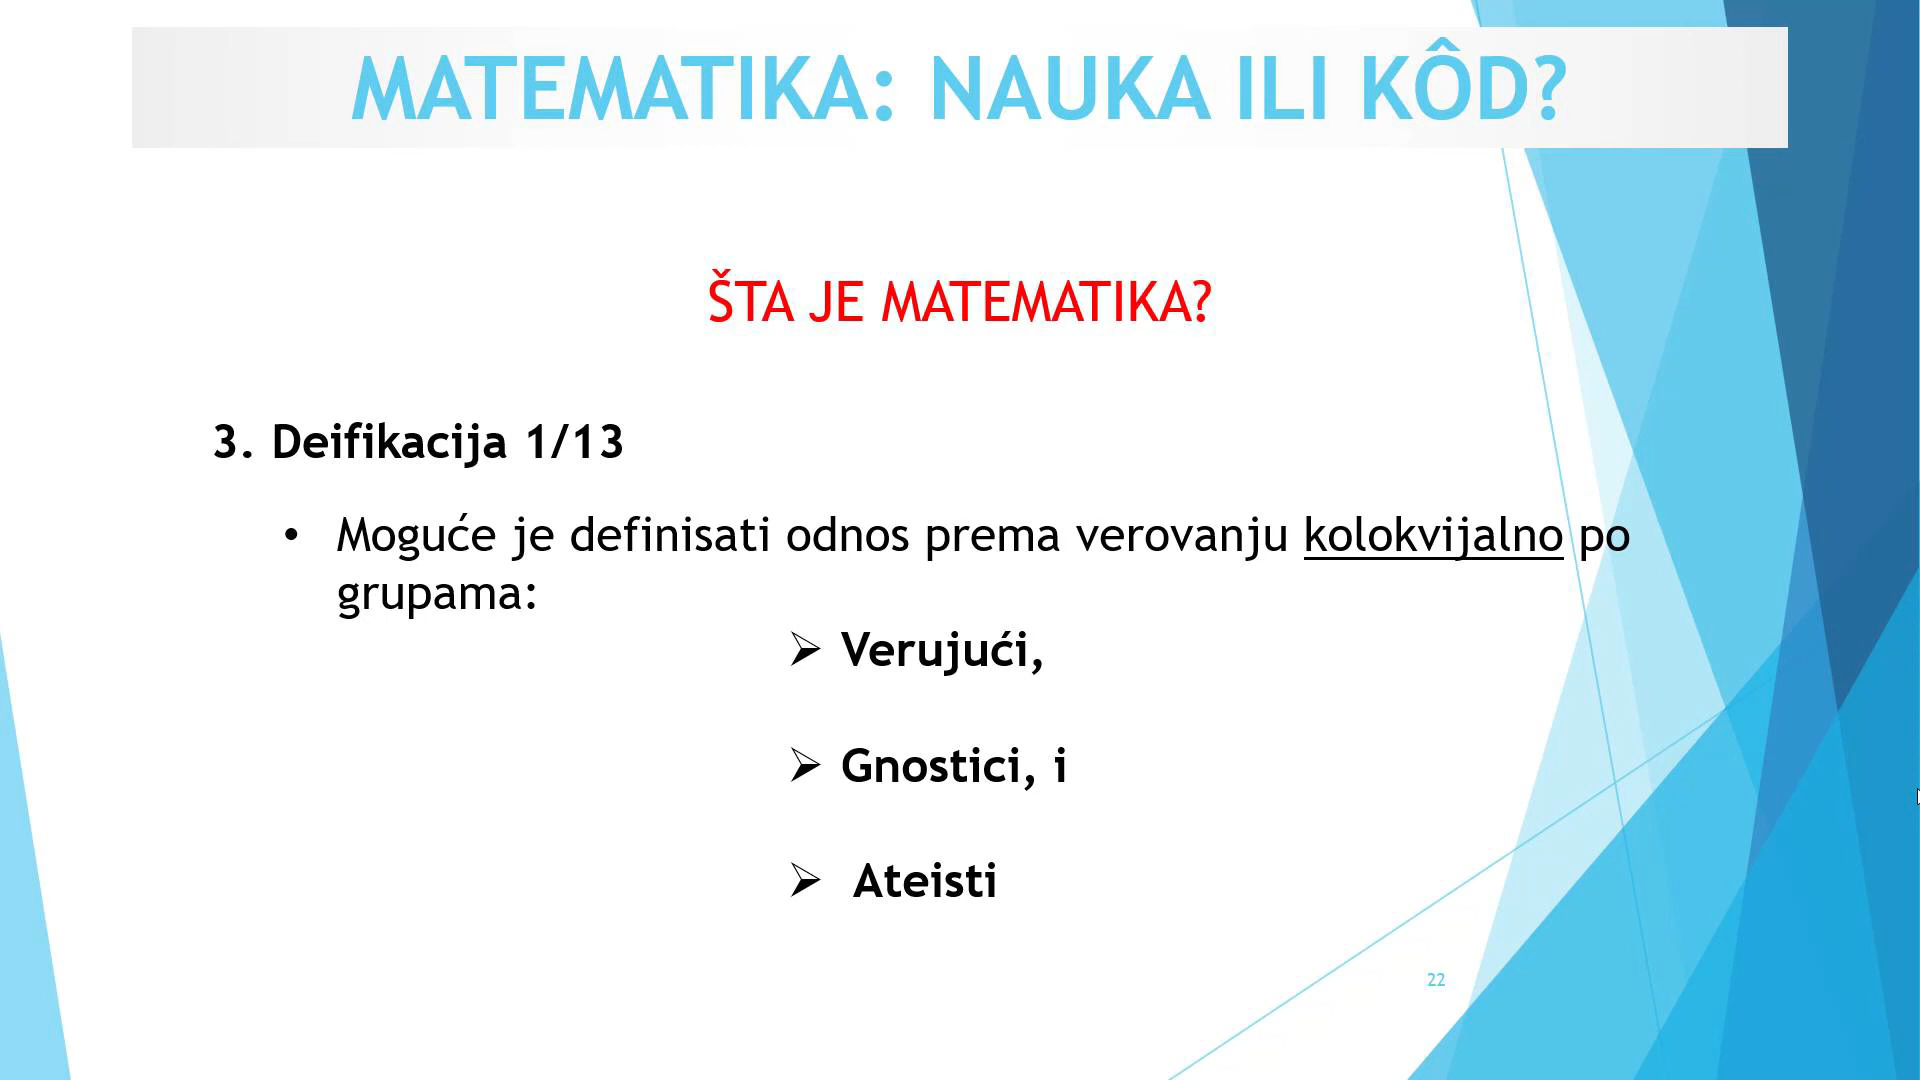 MATEMATIKA: NAUKA ILI KÔD?
ŠTA JE MATEMATIKA?
3. Deifikacija 1/13
• Moguće je definisati odnos prema verovanju kolokvijalno po
grupama:
➢ Verujući,
➢ Gnostici, i
➢ Ateisti
22